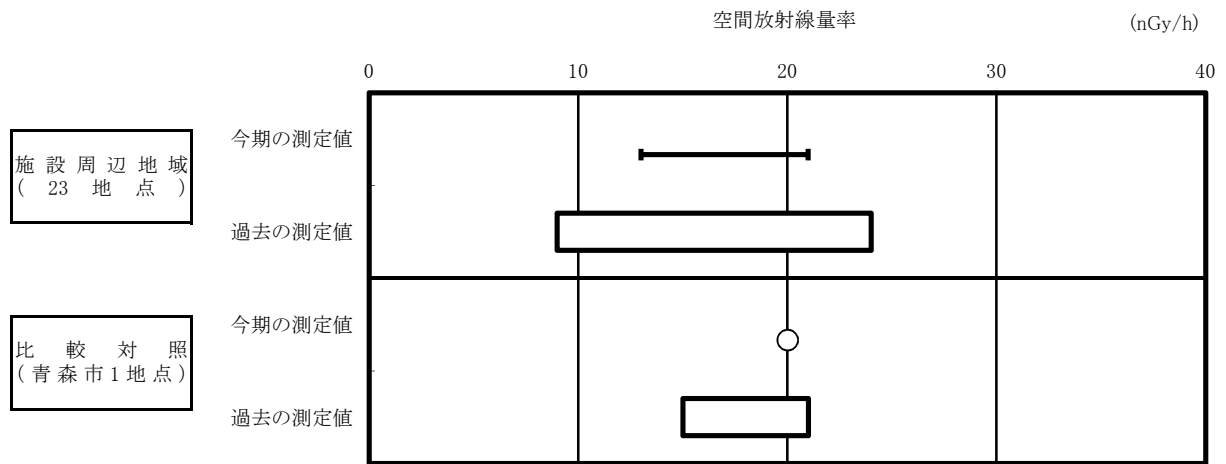 空間放射線量率 (nGy/h)
0 10 20 30 40
施設周辺地域
(23地点)
今期の測定値
過去の測定値
比較対照
(青森市1地点)
今期の測定値
過去の測定値